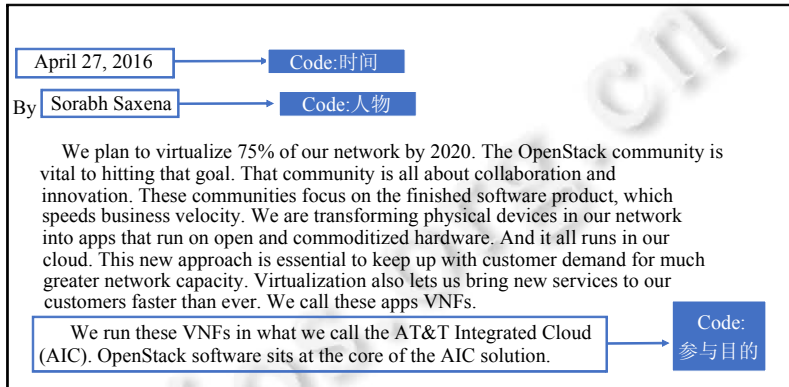 April 27, 2016 Code:时间
By Sorabh Saxena Code:人物
We plan to virtualize 75% of our network by 2020. The OpenStack community is
vital to hitting that goal. That community is all about collaboration and
innovation. These communities focus on the finished software product, which
speeds business velocity. We are transforming physical devices in our network
into apps that run on open and commoditized hardware. And it all runs in our
cloud. This new approach is essential to keep up with customer demand for much
greater network capacity. Virtualization also lets us bring new services to our
customers faster than ever. We call these apps VNFs.
We run these VNFs in what we call the AT&T Integrated Cloud
(AIC). OpenStack software sits at the core of the AIC solution.
Code:
参与目的